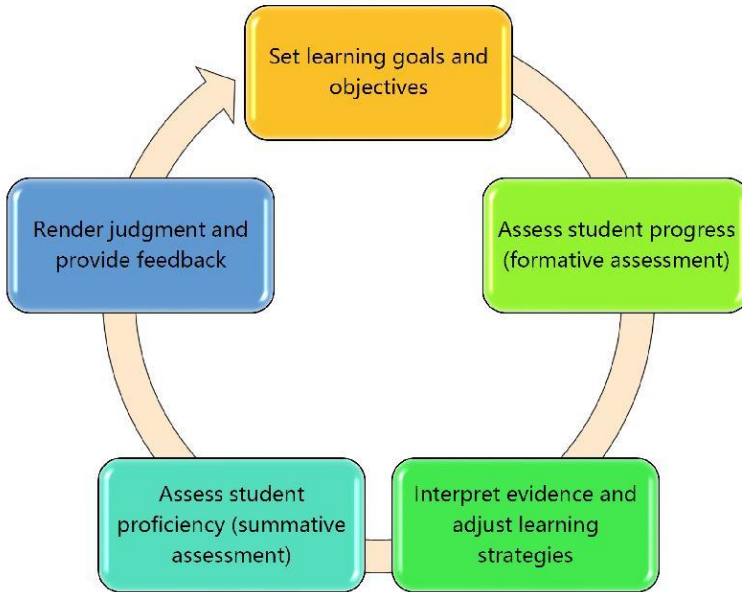 Set learning goals and
objectives
Assess student progress
(formative assessment)
Interpret evidence and
adjust learning
strategies
Assess student
proficiency (summative
assessment)
Render judgment and
provide feedback